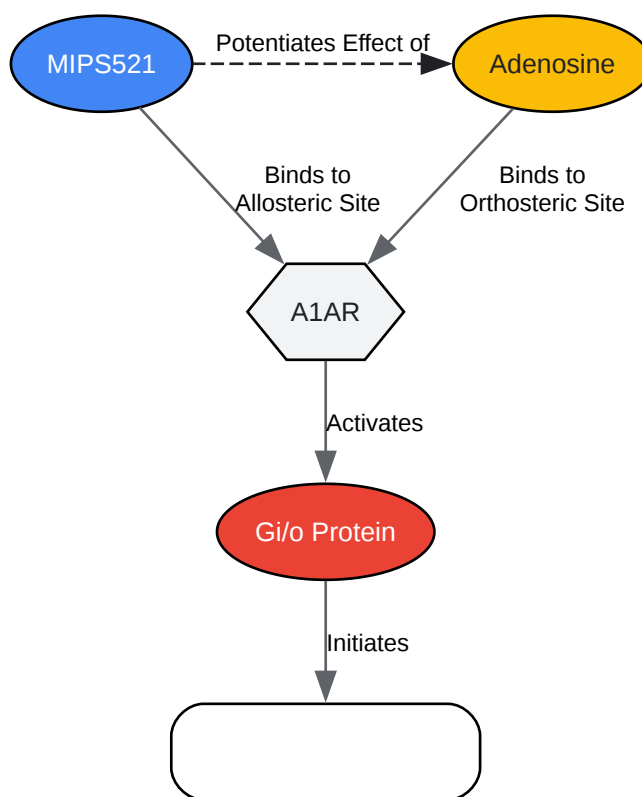 Potentiates Effect of
MIPS521
Adenosine
Binds to
Allosteric Site
Binds to
Orthosteric Site
A1AR
Activates
Gi/o Protein
Initiates